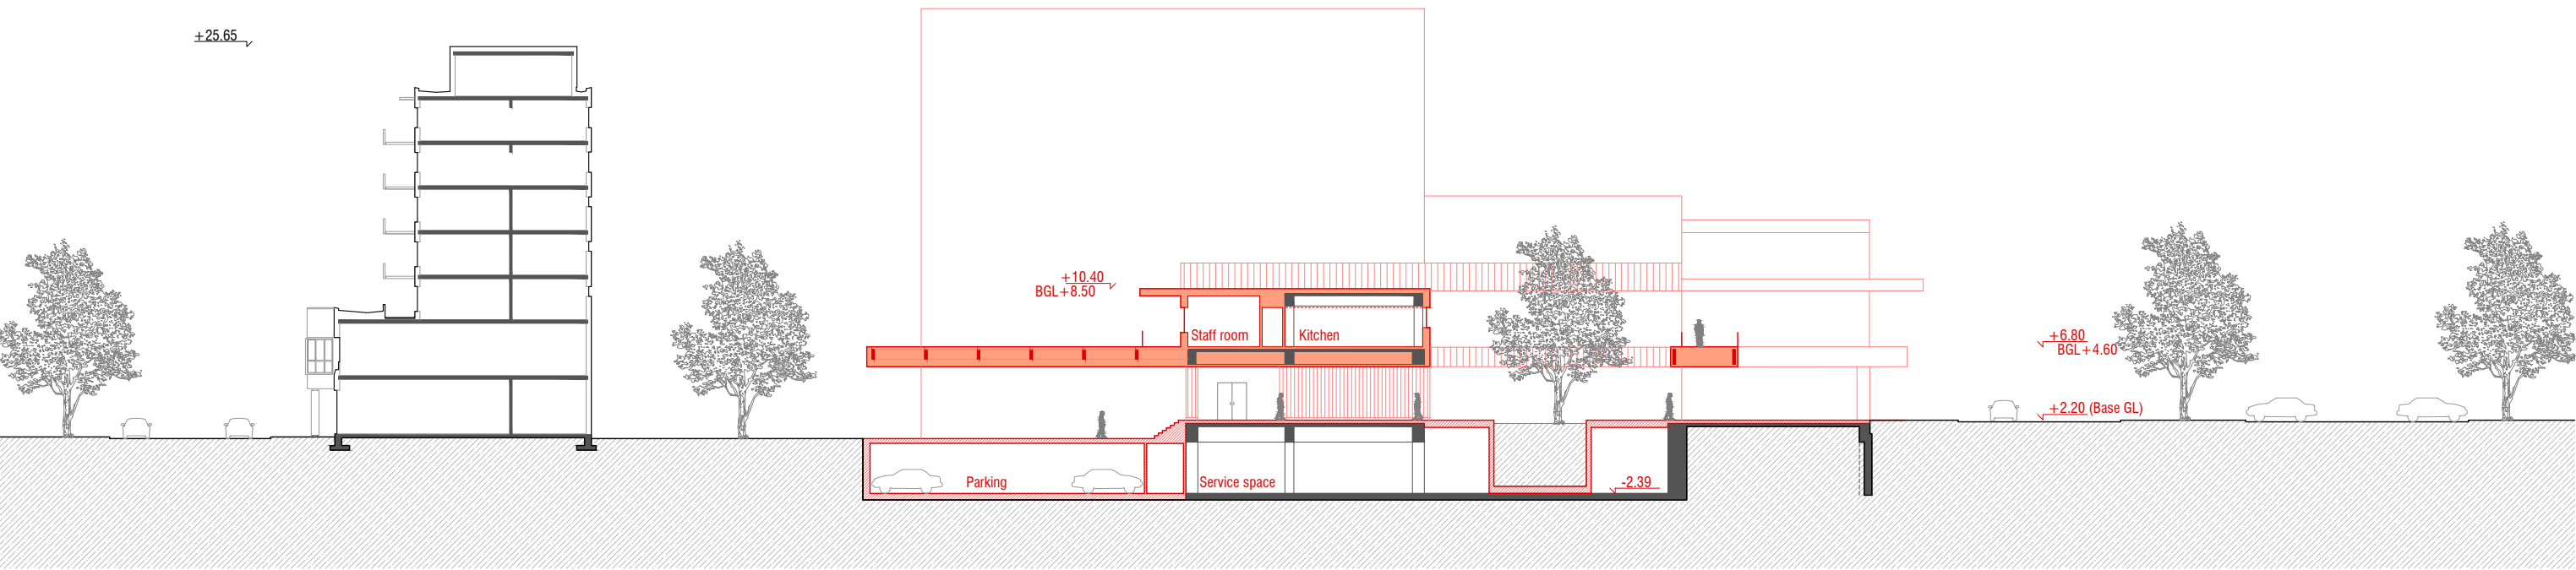 +25.65
+10.40
BGL+8.50
Staff room
Kitchen
+6.80
BGL+4.60
+2.20 (Base GL)
Parking
Service space
-2.39